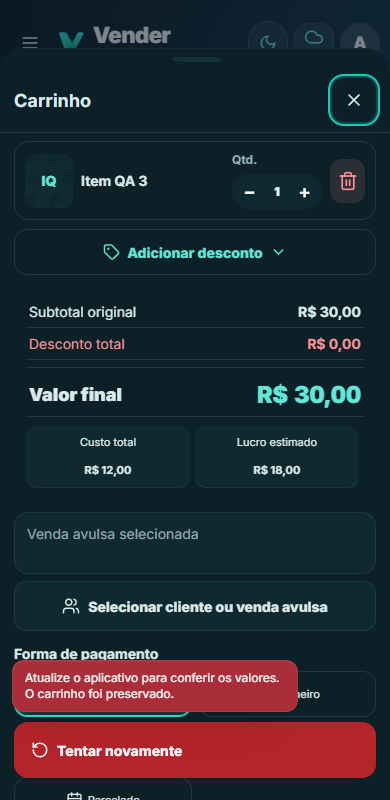 Vender
A
Carrinho
IQ
Item QA 3
Qtd.
− 1 +
Adicionar desconto
Subtotal original R$ 30,00
Desconto total R$ 0,00
Valor final R$ 30,00
Custo total
R$ 12,00
Lucro estimado
R$ 18,00
Venda avulsa selecionada
Selecionar cliente ou venda avulsa
Forma de pagamento
Atualize o aplicativo para conferir os valores.
O carrinho foi preservado.
Tentar novamente
Parcelado